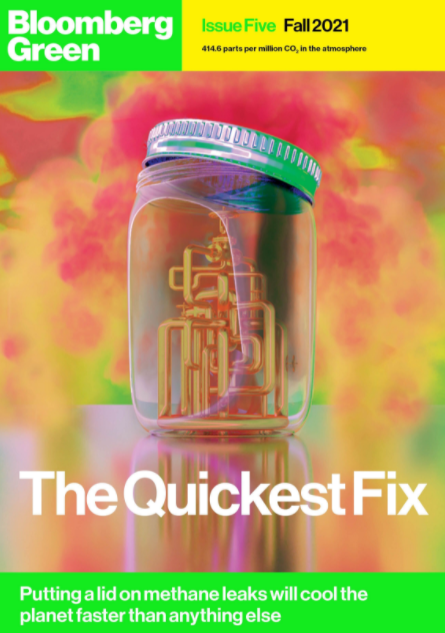 Bloomberg
Green
Issue Five Fall 2021
414.6 parts per million CO₂ in the atmosphere
The Quickest Fix
Putting a lid on methane leaks will cool the
planet faster than anything else